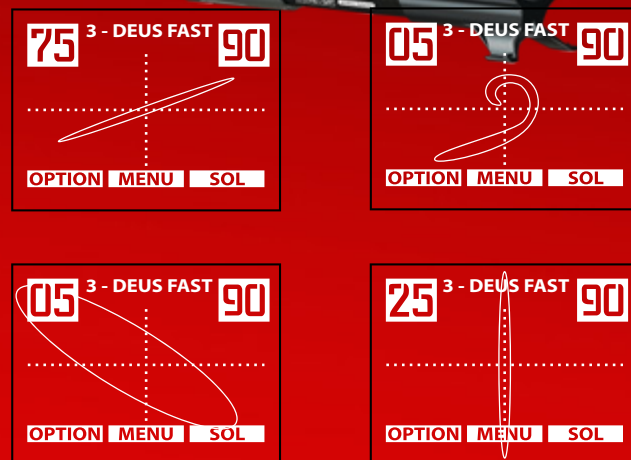 75 3 - DEUS FAST 90
OPTION MENU SOL
05 3 - DEUS FAST 90
OPTION MENU SOL
05 3 - DEUS FAST 90
OPTION MENU SOL
25 3 - DEUS FAST 90
OPTION MENU SOL